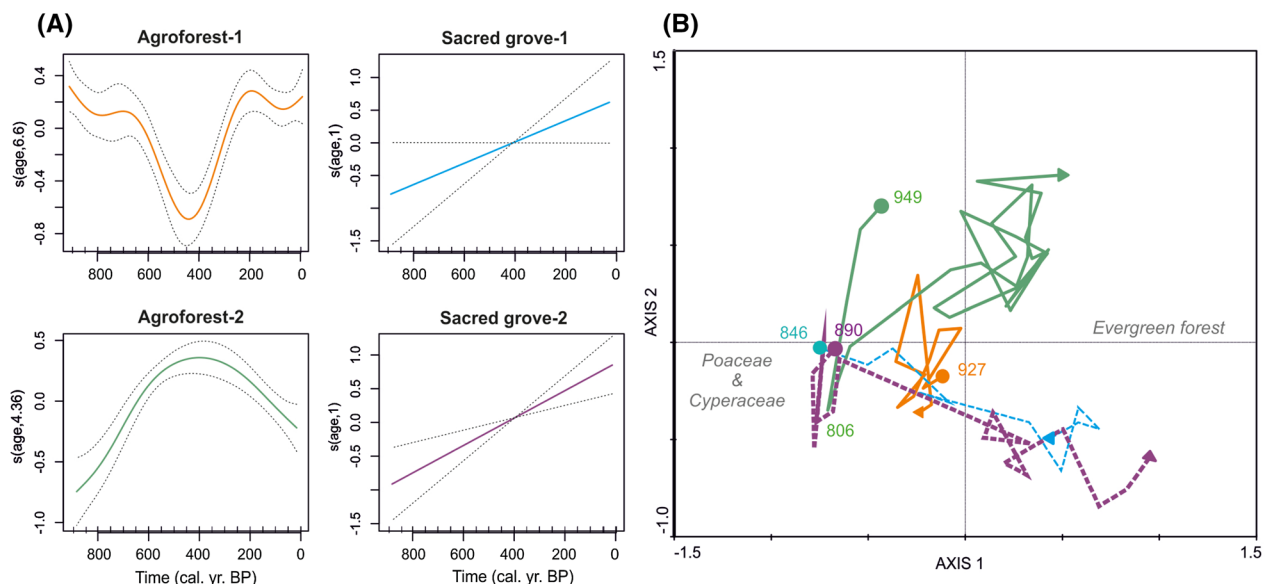 (A)
Agroforest-1
s(age,6.6)
0.4
0.0
-0.4
-0.8
800 600 400 200 0
Sacred grove-1
s(age,1)
1.0
0.5
0.0
-0.5
-1.5
800 600 400 200 0
Agroforest-2
s(age,4.36)
0.5
0.0
-0.5
-1.0
800 600 400 200 0
Time (cal. yr. BP)
Sacred grove-2
s(age,1)
1.0
0.5
0.0
-0.5
-1.5
800 600 400 200 0
Time (cal. yr. BP)
(B)
1.5
AXIS 2
-1.0
949
846
890
927
806
Poaceae
&
Cyperaceae
Evergreen forest
-1.5
AXIS 1
1.5